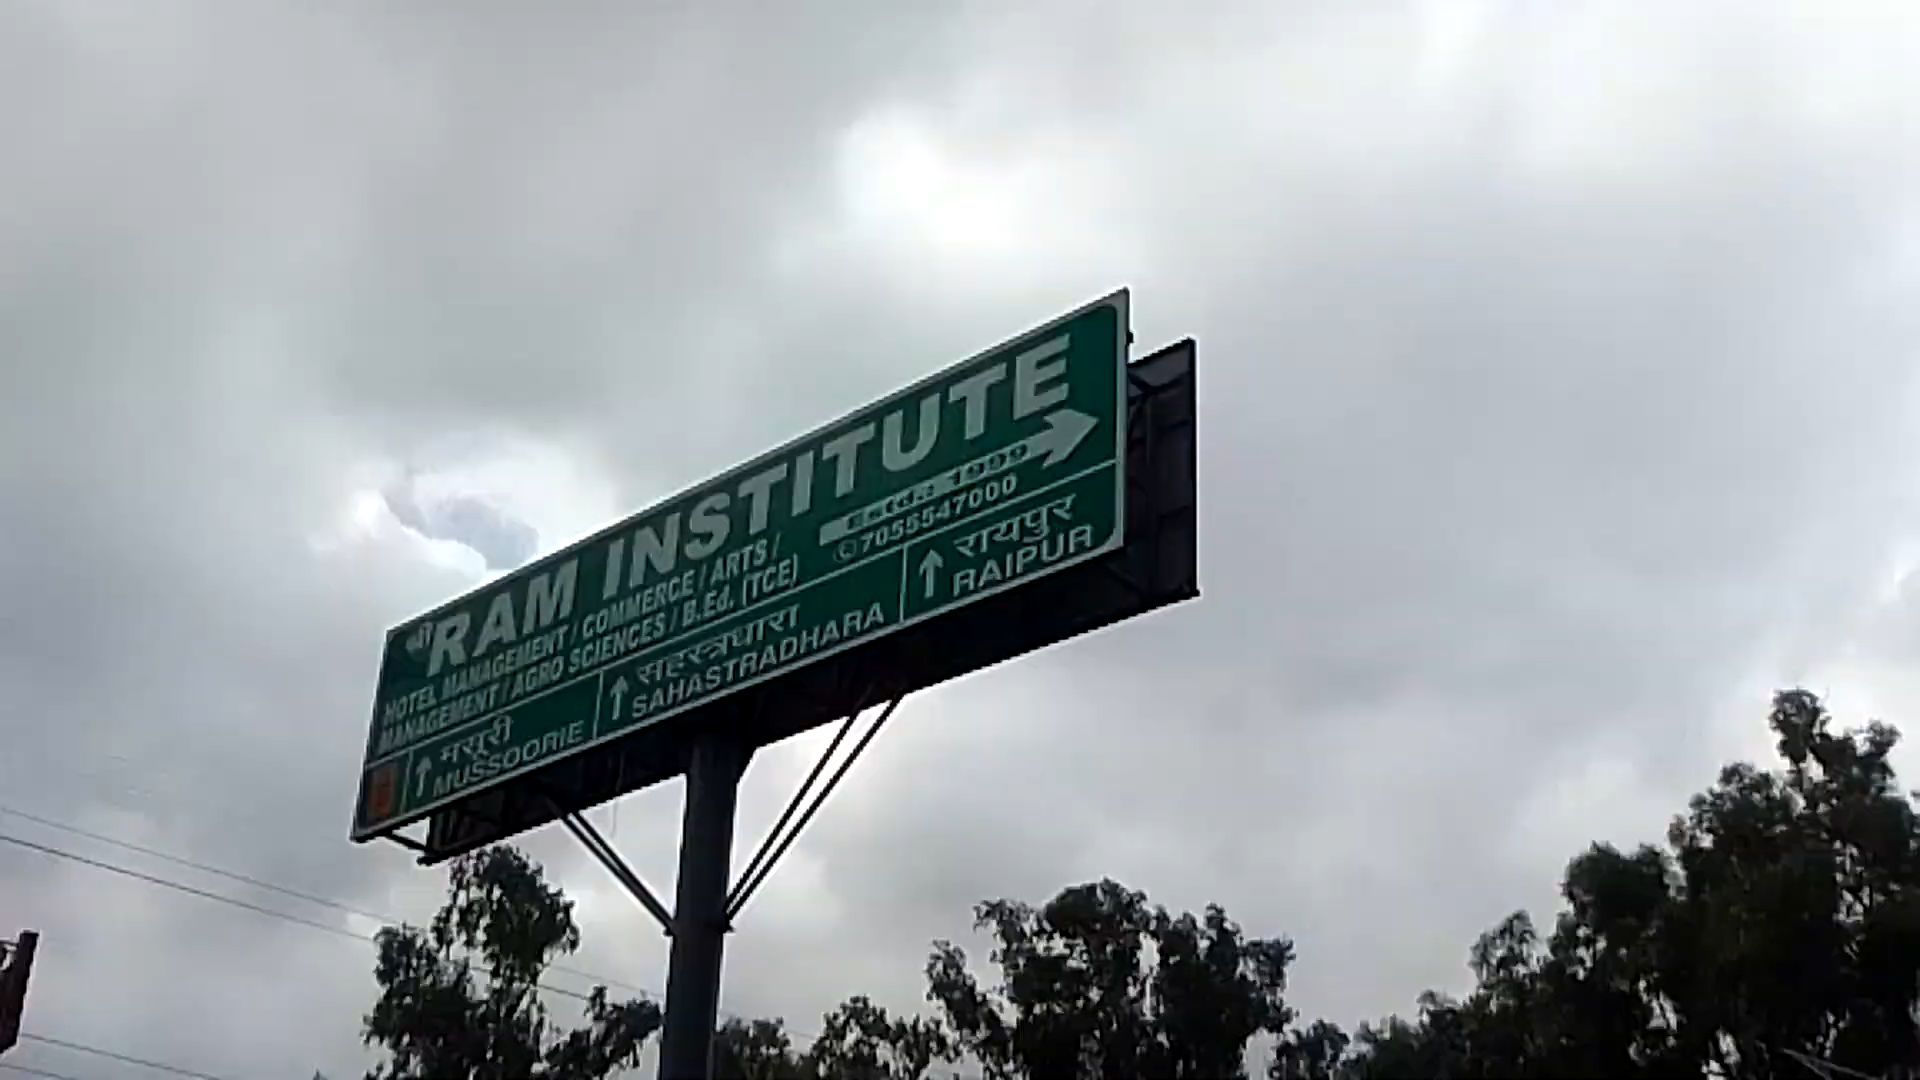 RAM INSTITUTE
HOTEL MANAGEMENT / COMMERCE / ARTS /
MANAGEMENT / AGRO SCIENCES / B.Ed. (TCE)
1999
7055547000
मसूरी
MUSSOORIE
सहस्त्रधारा
SAHASTRADHARA
रायपुर
RAIPUR